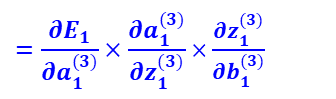 = ∂E₁/∂a₁⁽³⁾ × ∂a₁⁽³⁾/∂z₁⁽³⁾ × ∂z₁⁽³⁾/∂b₁⁽³⁾